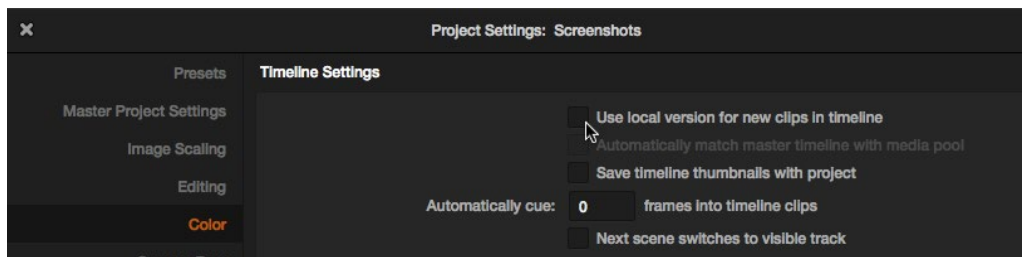 Project Settings: Screenshots
Presets
Timeline Settings
Master Project Settings
Use local version for new clips in timeline
Image Scaling
Automatically match master timeline with media pool
Editing
Save timeline thumbnails with project
Color
Automatically cue: 0 frames into timeline clips
Next scene switches to visible track